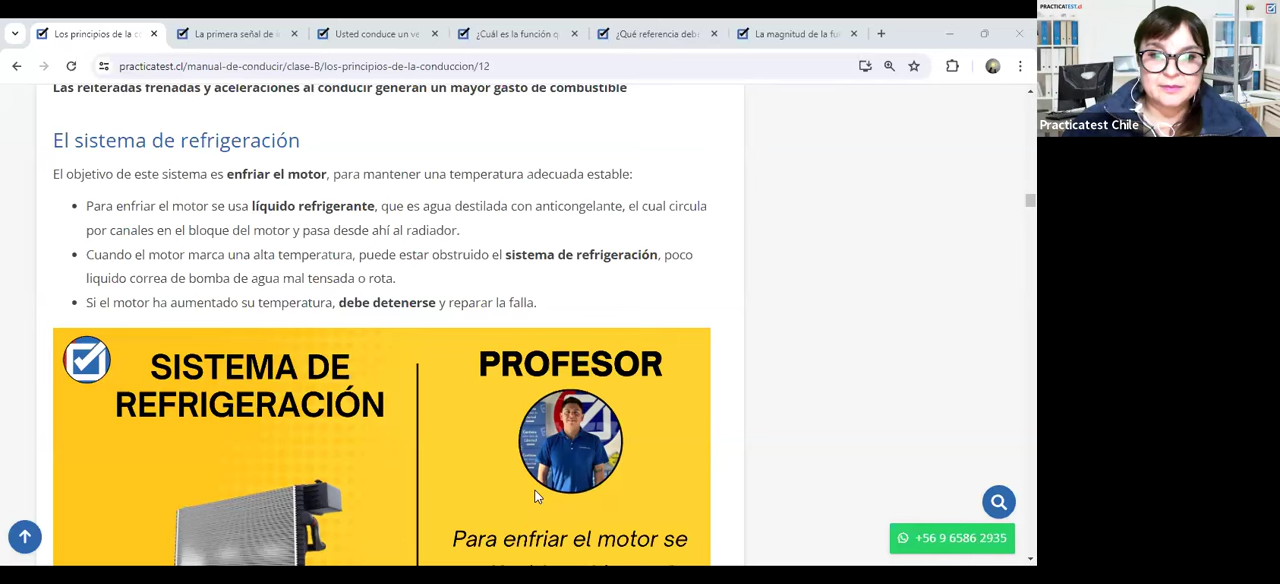 Los principios de la c
La primera señal de i
Usted conduce un ve
¿Cuál es la función q
¿Qué referencia deb
La magnitud de la fu
practicatest.cl/manual-de-conducir/clase-B/los-principios-de-la-conduccion/12
PRACTICATEST.cl
Practicatest Chile
Las reiteradas frenadas y aceleraciones al conducir generan un mayor gasto de combustible
El sistema de refrigeración
El objetivo de este sistema es enfriar el motor, para mantener una temperatura adecuada estable:
Para enfriar el motor se usa líquido refrigerante, que es agua destilada con anticongelante, el cual circula
por canales en el bloque del motor y pasa desde ahí al radiador.
Cuando el motor marca una alta temperatura, puede estar obstruido el sistema de refrigeración, poco
liquido correa de bomba de agua mal tensada o rota.
Si el motor ha aumentado su temperatura, debe detenerse y reparar la falla.
SISTEMA DE
REFRIGERACIÓN
PROFESOR
Para enfriar el motor se
+56 9 6586 2935